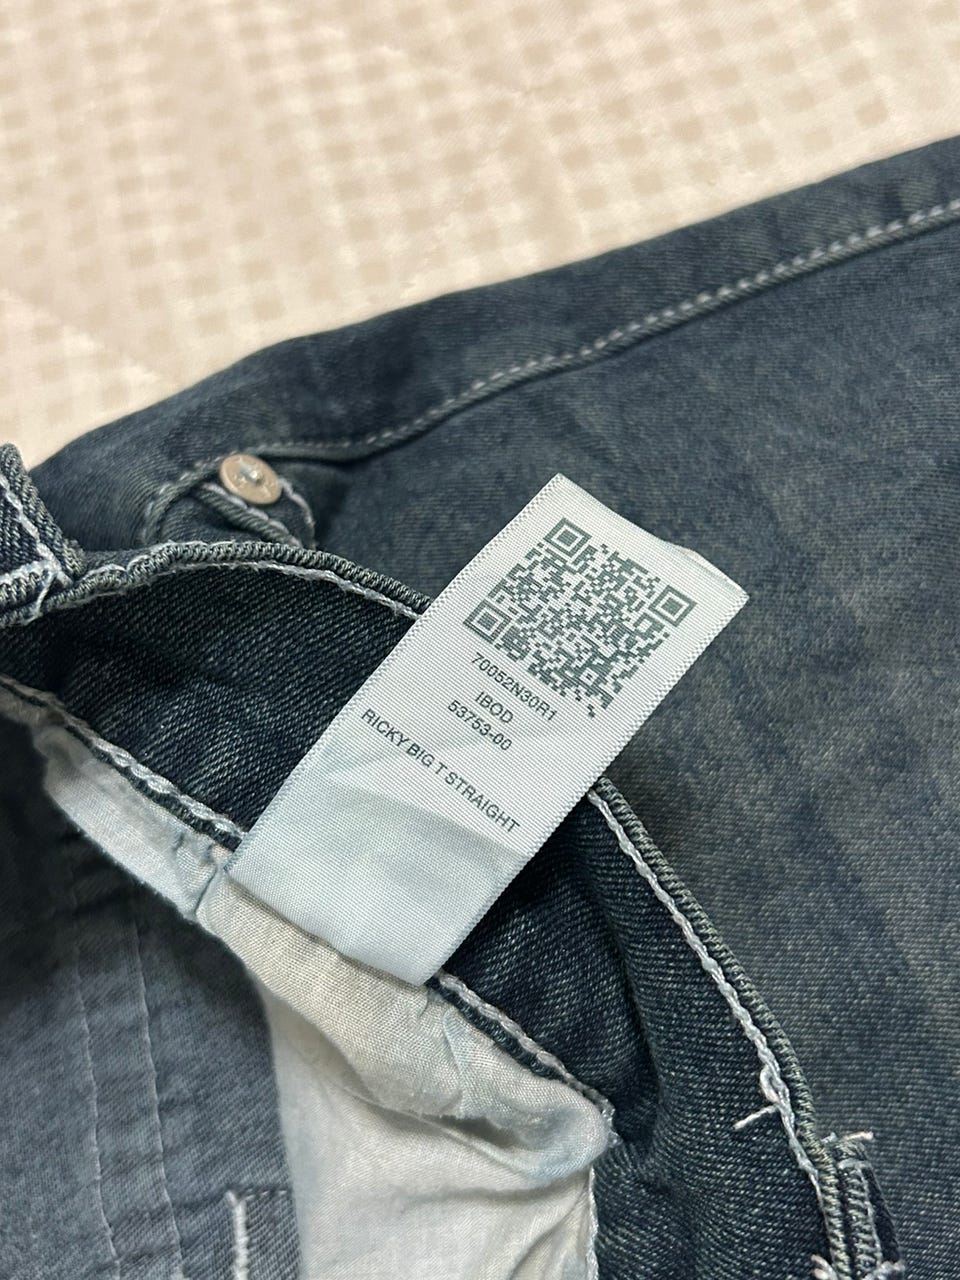 70052N30R1
IBOD
53753-00
RICKY BIG T STRAIGHT